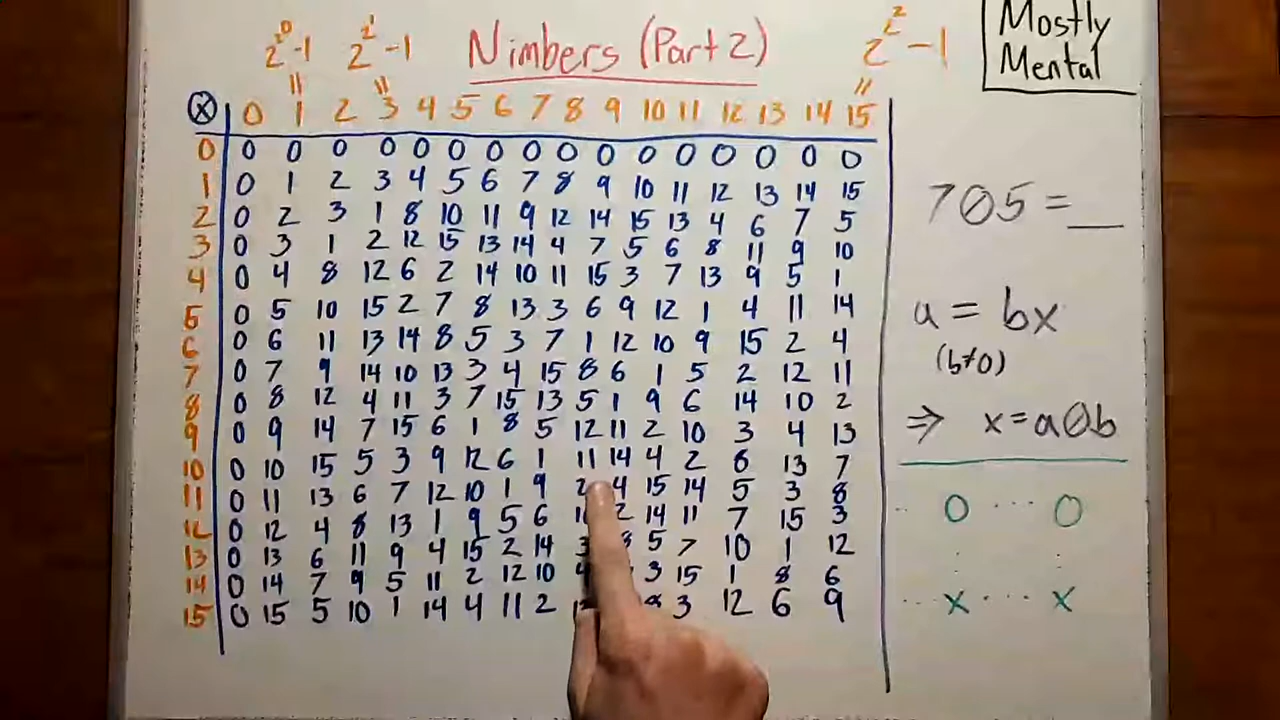 2^2^0 -1 2^2^1 -1 Nimbers (Part 2) 2^2^2 -1
Mostly
Mental
= = =
⊗ 0 1 2 3 4 5 6 7 8 9 10 11 12 13 14 15
0 0 0 0 0 0 0 0 0 0 0 0 0 0 0 0 0
1 0 1 2 3 4 5 6 7 8 9 10 11 12 13 14 15
2 0 2 3 1 8 10 11 9 12 14 15 13 4 6 7 5
3 0 3 1 2 12 15 13 14 4 7 5 6 8 11 9 10
4 0 4 8 12 6 2 14 10 11 15 3 7 13 9 5 1
5 0 5 10 15 2 7 8 13 3 6 9 12 1 4 11 14
6 0 6 11 13 14 8 5 3 7 1 12 10 9 15 2 4
7 0 7 9 14 10 13 3 4 15 8 6 1 5 2 12 11
8 0 8 12 4 11 3 7 15 13 5 1 9 6 14 10 2
9 0 9 14 7 15 6 1 8 5 12 11 2 10 3 4 13
10 0 10 15 5 3 9 12 6 1 11 14 4 2 8 13 7
11 0 11 13 6 7 12 10 1 9 2 4 15 14 5 3 8
12 0 12 4 8 13 1 9 5 6 2 14 11 7 15 3
13 0 13 6 11 9 4 15 2 14 3 8 5 7 10 1 12
14 0 14 7 9 5 11 2 12 10 4 3 15 1 8 6
15 0 15 5 10 1 14 4 11 2 8 3 12 6 9
7⊘5 = __
a = bx
(b≠0)
⇒ x = a⊘b
·· O ···· O
·· X ···· X